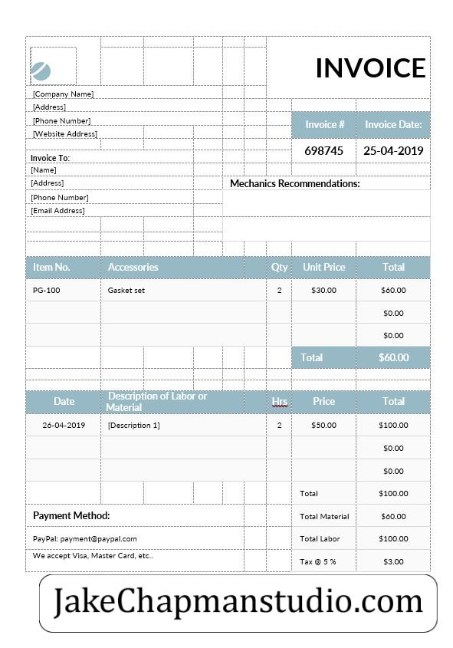 INVOICE
[Company Name]
[Address]
[Phone Number] Invoice # Invoice Date:
[Website Address]
698745 25-04-2019
Invoice To:
[Name]
[Address] Mechanics Recommendations:
[Phone Number]
[Email Address]
Item No. Accessories Qty Unit Price Total
PG-100 Gasket set 2 $30.00 $60.00
$0.00
$0.00
Total $60.00
Date Description of Labor or Material Hrs Price Total
26-04-2019 [Description 1] 2 $50.00 $100.00
$0.00
$0.00
Total $100.00
Payment Method: Total Material $60.00
PayPal: payment@paypal.com Total Labor $100.00
We accept Visa, Master Card, etc.. Tax @ 5 % $3.00
JakeChapmanstudio.com